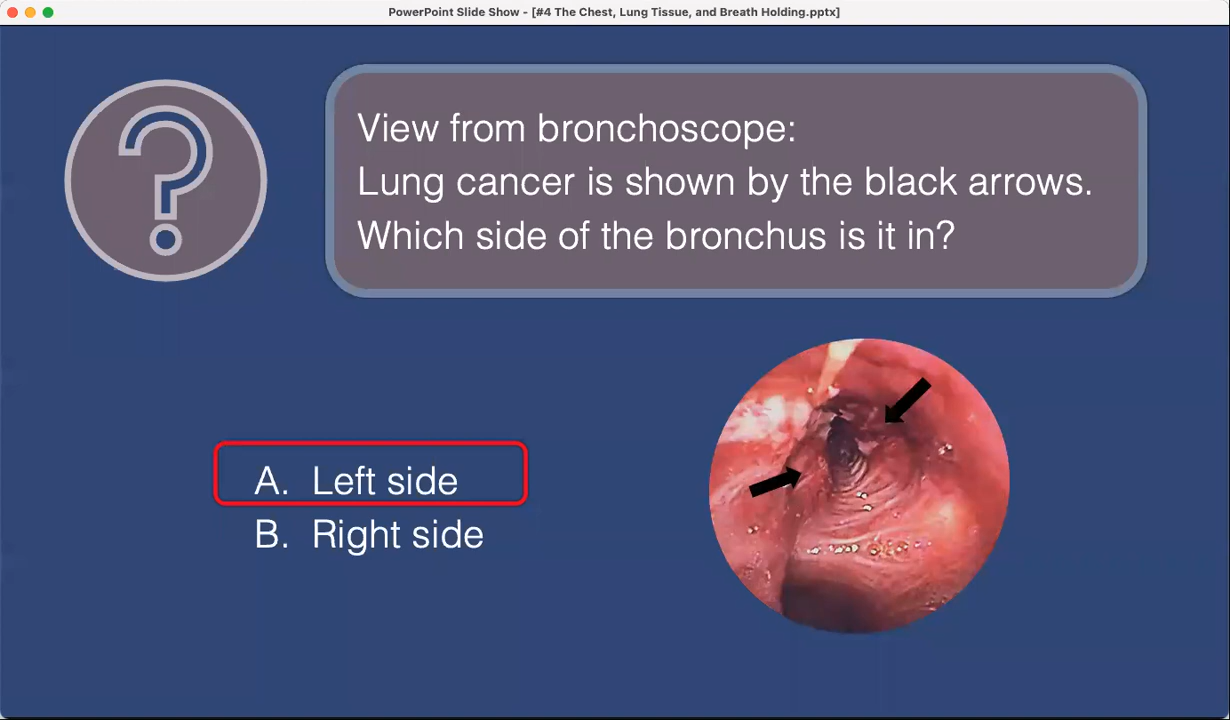 PowerPoint Slide Show - [#4 The Chest, Lung Tissue, and Breath Holding.pptx]
View from bronchoscope:
Lung cancer is shown by the black arrows.
Which side of the bronchus is it in?
A. Left side
B. Right side